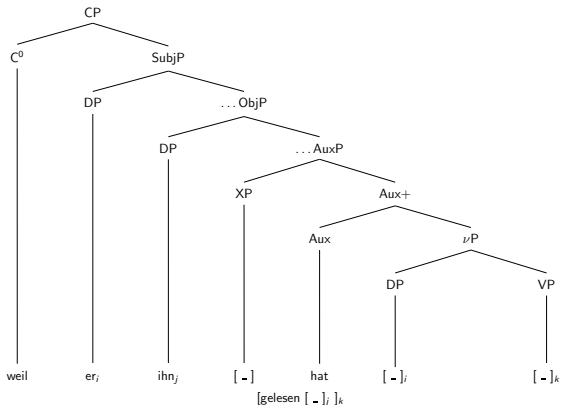 CP
C⁰ SubjP
DP ...ObjP
DP ...AuxP
XP Aux+
Aux νP
DP VP
weil erᵢ ihnⱼ [ _ ] hat [ _ ]ᵢ [ _ ]ₖ
[gelesen [ _ ]ⱼ ]ₖ